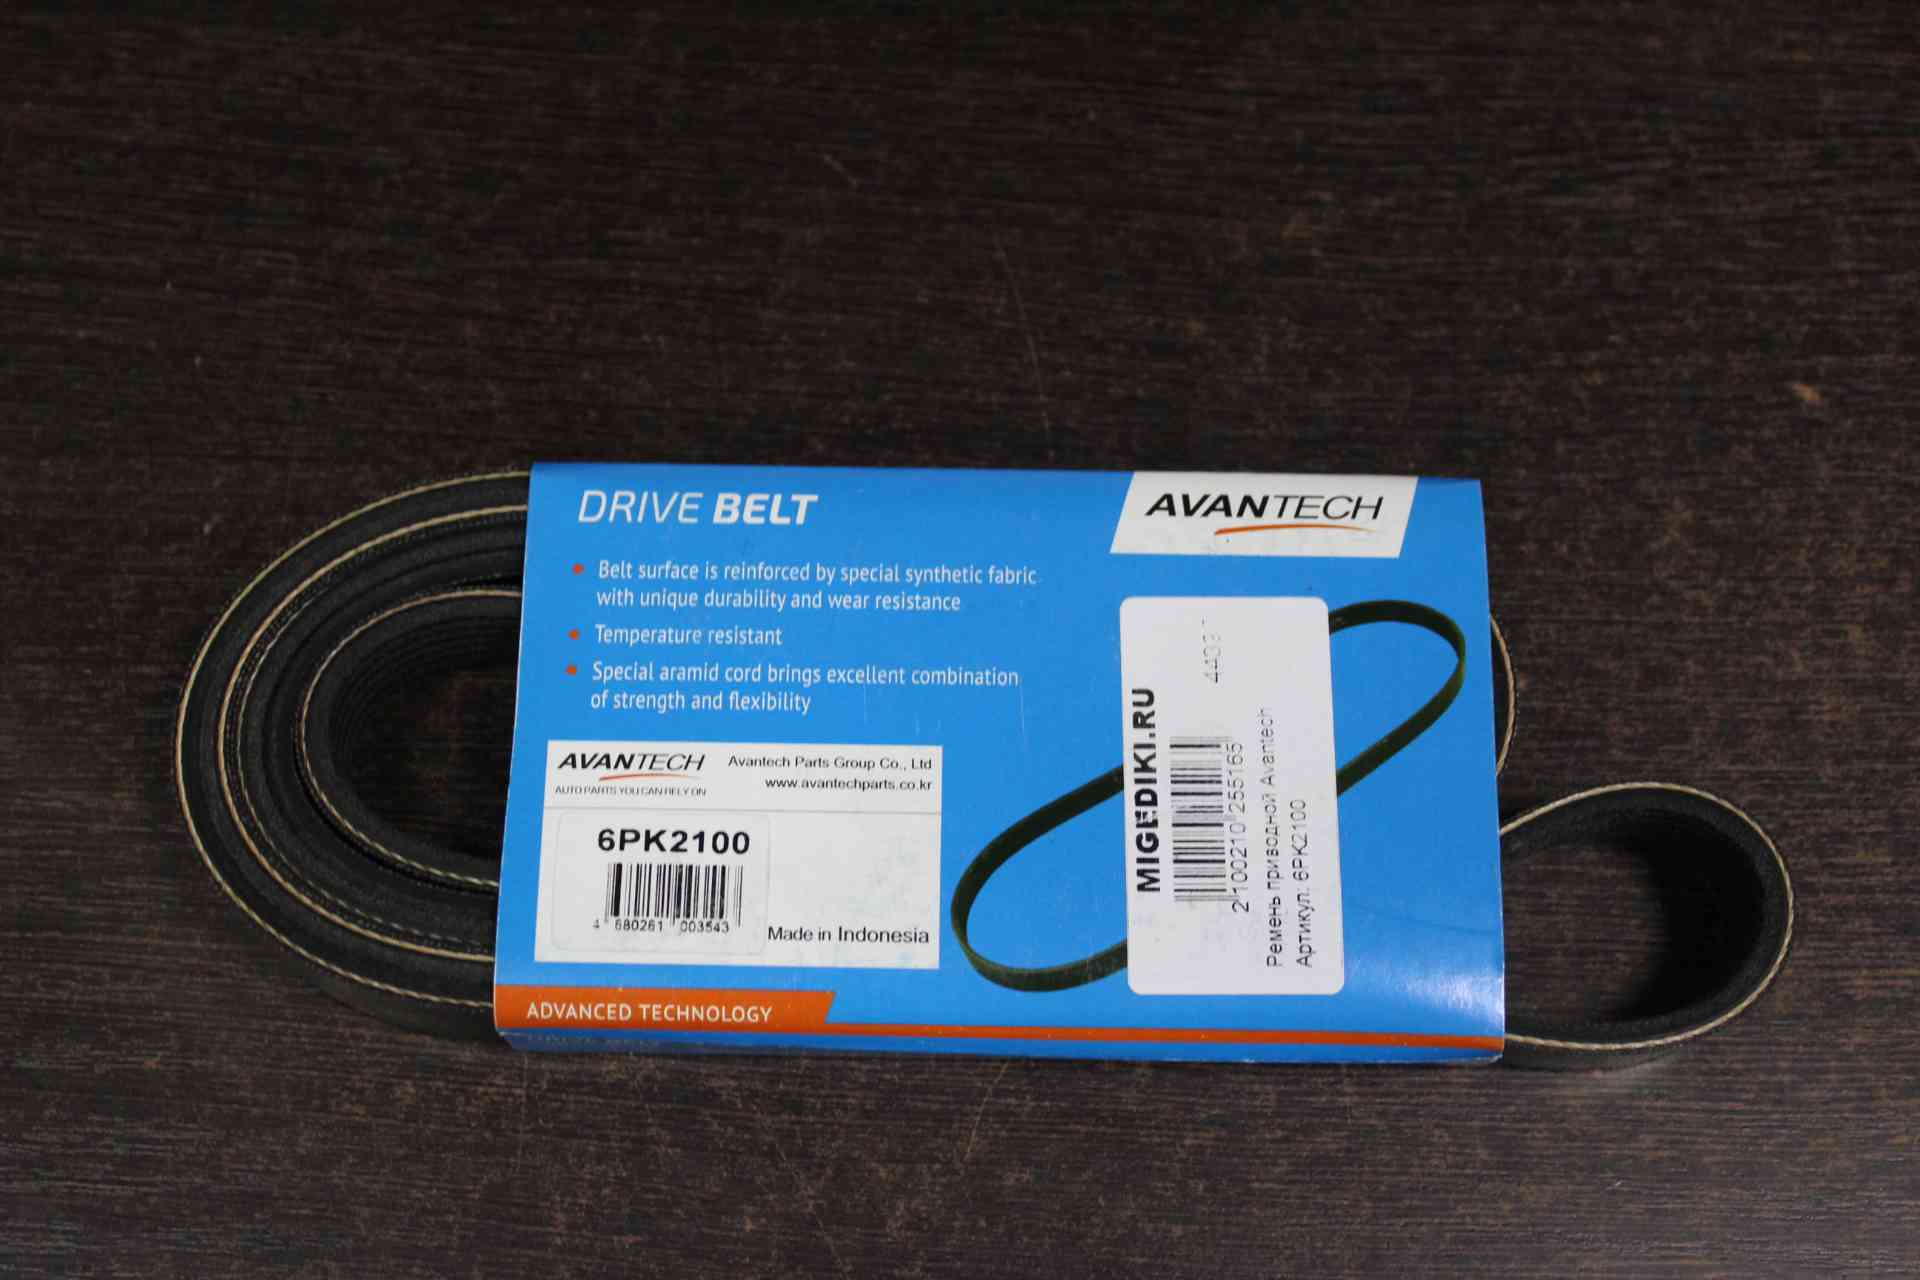 DRIVE BELT
AVANTECH
Belt surface is reinforced by special synthetic fabric
with unique durability and wear resistance
Temperature resistant
Special aramid cord brings excellent combination
of strength and flexibility
AVANTECH
AUTO PARTS YOU CAN RELY ON
Avantech Parts Group Co., Ltd
www.avantechparts.co.kr
6PK2100
4 680261 003543
Made in Indonesia
ADVANCED TECHNOLOGY
MIGEDIKI.RU
2 100210 255165
Ремень приводной Avantech
Артикул: 6PK2100